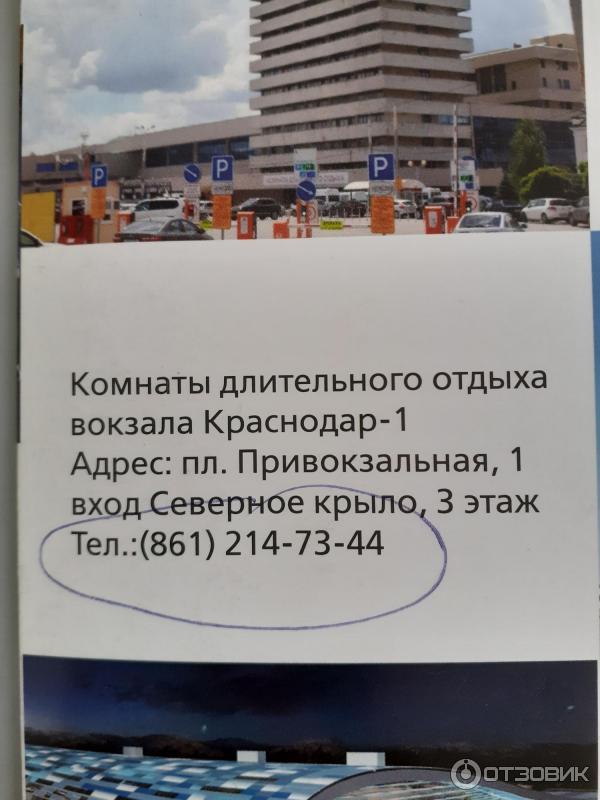 P
P
P
Комнаты длительного отдыха
вокзала Краснодар-1
Адрес: пл. Привокзальная, 1
вход Северное крыло, 3 этаж
Тел.:(861) 214-73-44
ОТЗОВИК